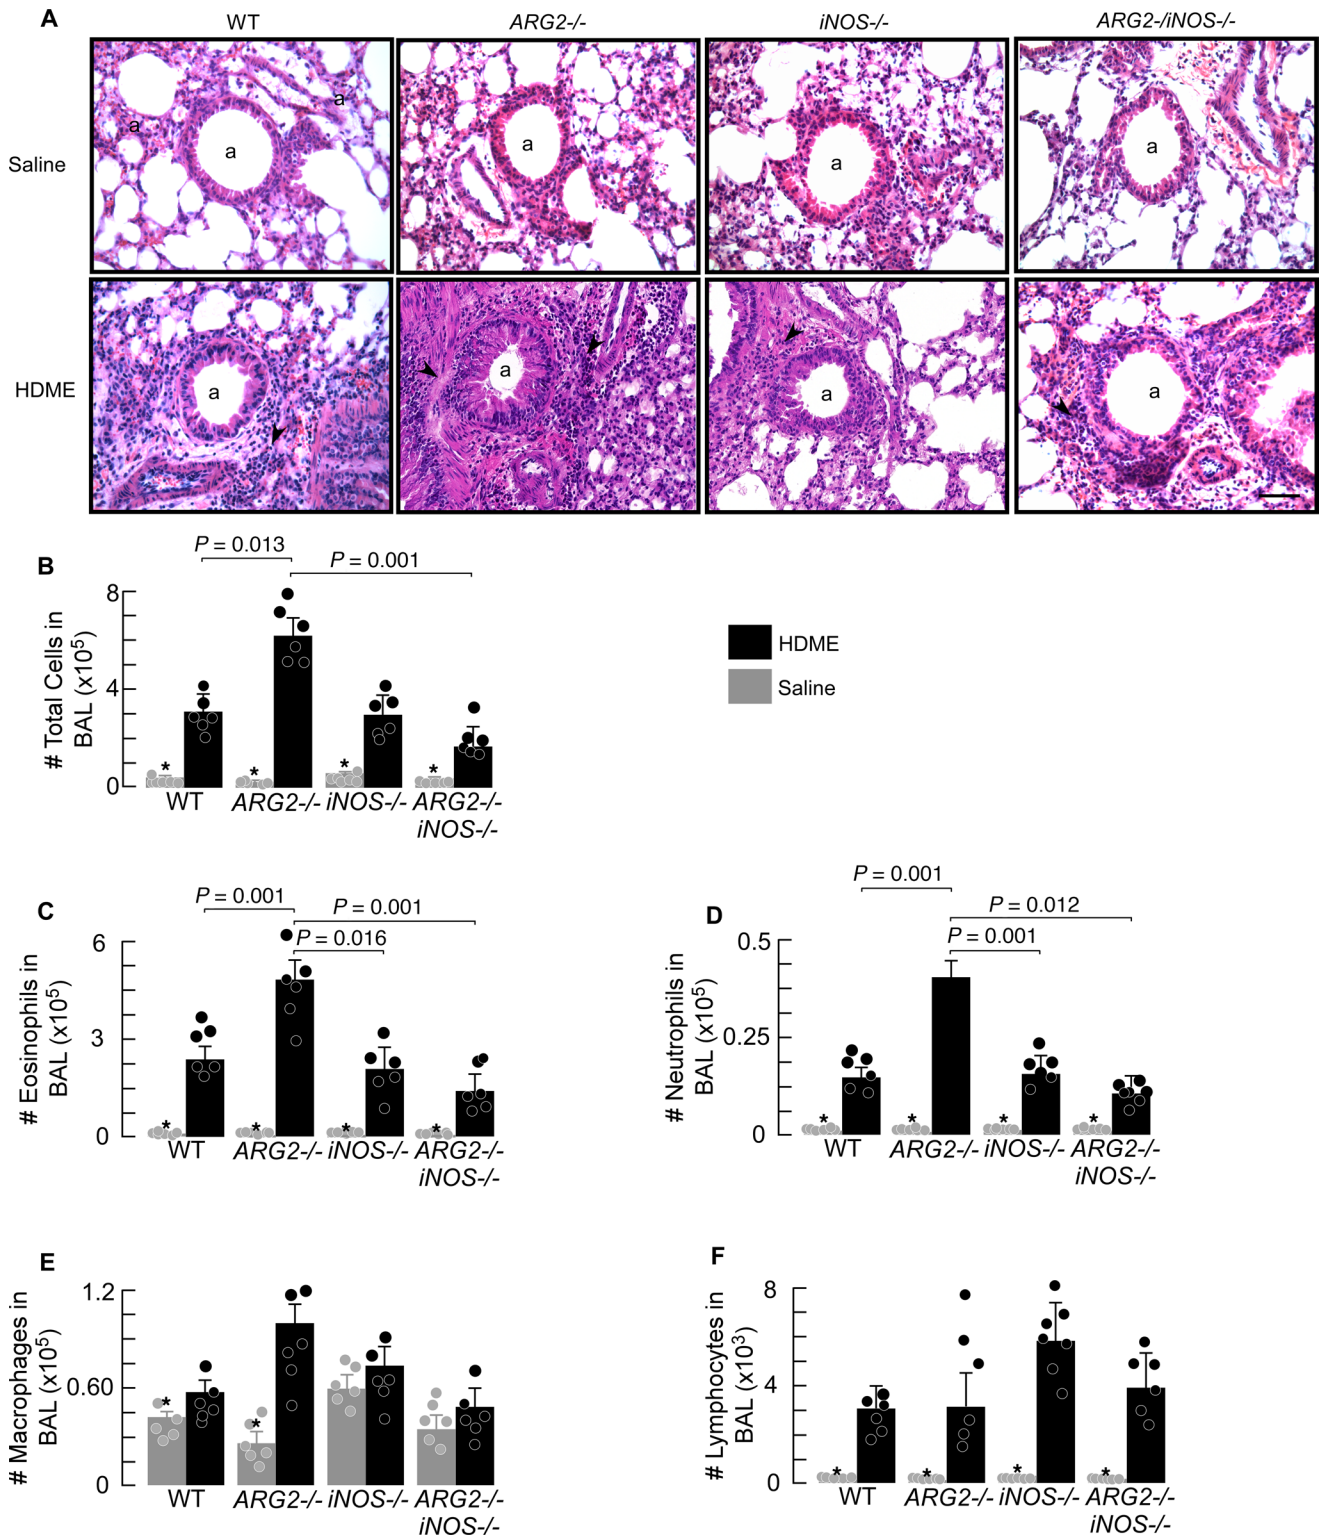 A
WT
ARG2-/-
iNOS-/-
ARG2-/iNOS-/-
Saline
a
a
a
a
a
a
HDME
a
a
a
a
B
P = 0.013
P = 0.001
# Total Cells in
BAL (x10⁵)
8
4
0
*
*
*
*
WT
ARG2-/-
iNOS-/-
ARG2-/-
iNOS-/-
HDME
Saline
C
P = 0.001
P = 0.001
P = 0.016
# Eosinophils in
BAL (x10⁵)
6
3
0
*
*
*
*
WT
ARG2-/-
iNOS-/-
ARG2-/-
iNOS-/-
D
P = 0.001
P = 0.012
P = 0.001
# Neutrophils in
BAL (x10⁵)
0.5
0.25
0
*
*
*
*
WT
ARG2-/-
iNOS-/-
ARG2-/-
iNOS-/-
E
# Macrophages in
BAL (x10⁵)
1.2
0.60
0
*
*
WT
ARG2-/-
iNOS-/-
ARG2-/-
iNOS-/-
F
# Lymphocytes in
BAL (x10³)
8
4
0
*
*
*
*
WT
ARG2-/-
iNOS-/-
ARG2-/-
iNOS-/-